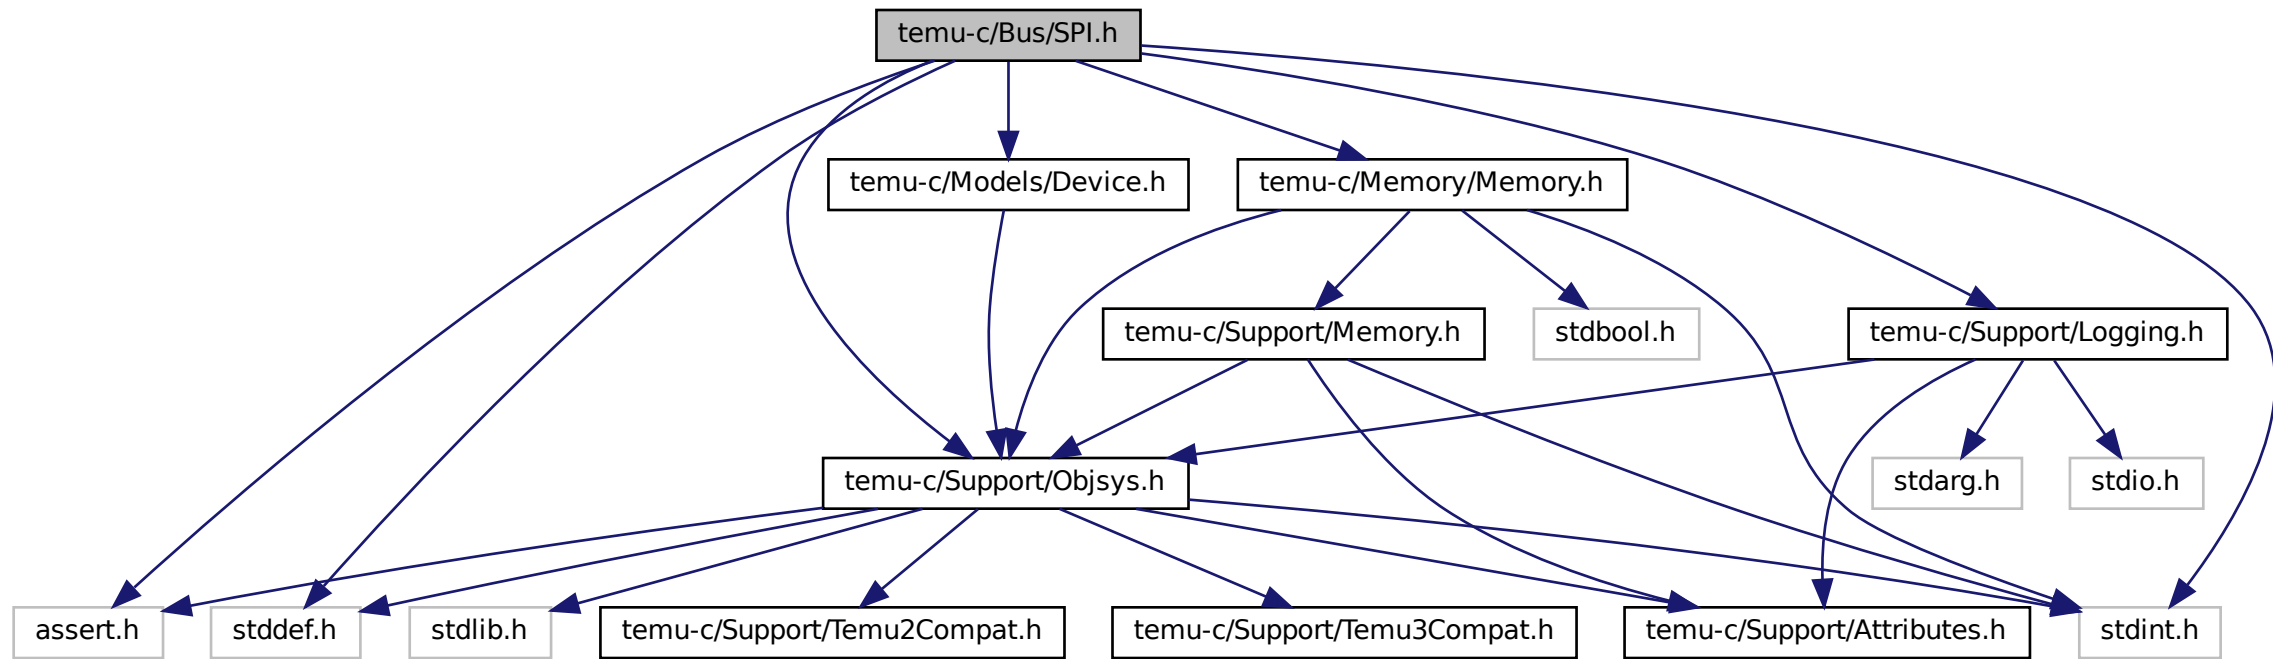 temu-c/Bus/SPI.h
temu-c/Models/Device.h
temu-c/Memory/Memory.h
temu-c/Support/Memory.h
stdbool.h
temu-c/Support/Logging.h
temu-c/Support/Objsys.h
stdarg.h
stdio.h
assert.h
stddef.h
stdlib.h
temu-c/Support/Temu2Compat.h
temu-c/Support/Temu3Compat.h
temu-c/Support/Attributes.h
stdint.h